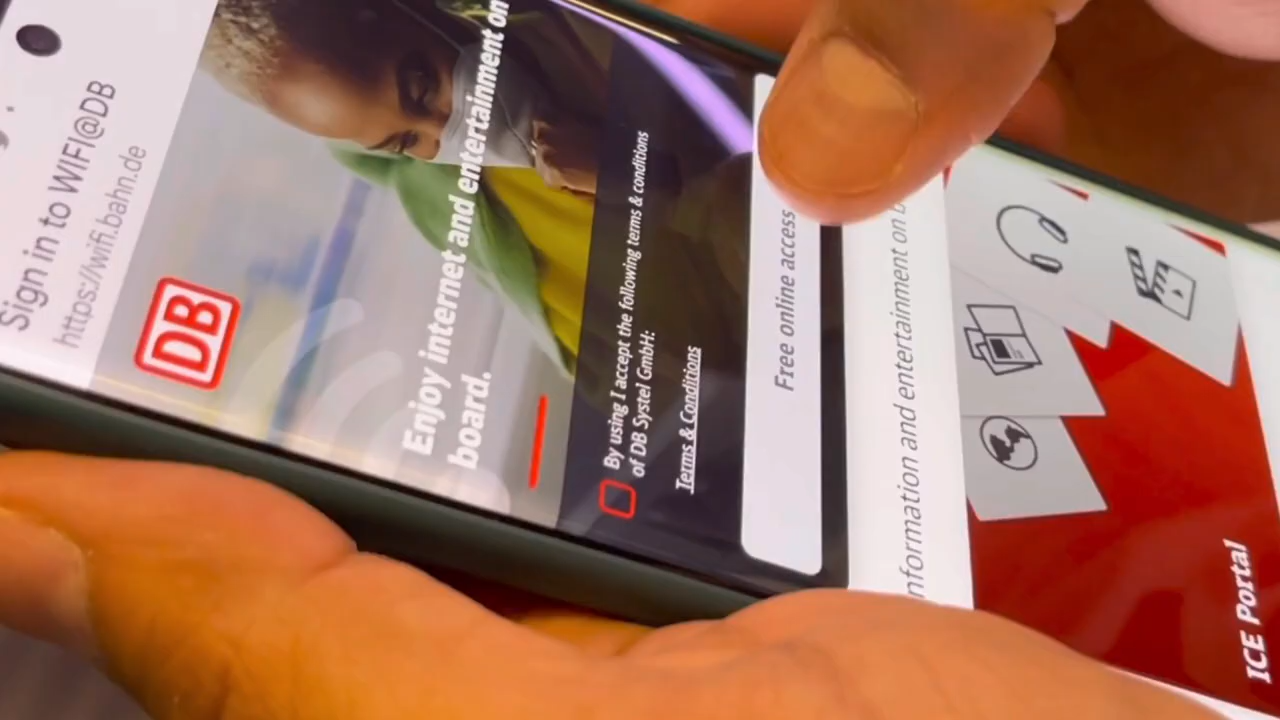 Sign in to WIFI@DB
https://wifi.bahn.de
DB
Enjoy internet and entertainment on
board.
By using I accept the following terms & conditions
of DB Systel GmbH:
Terms & Conditions
Free online access
nformation and entertainment on b
ICE Portal